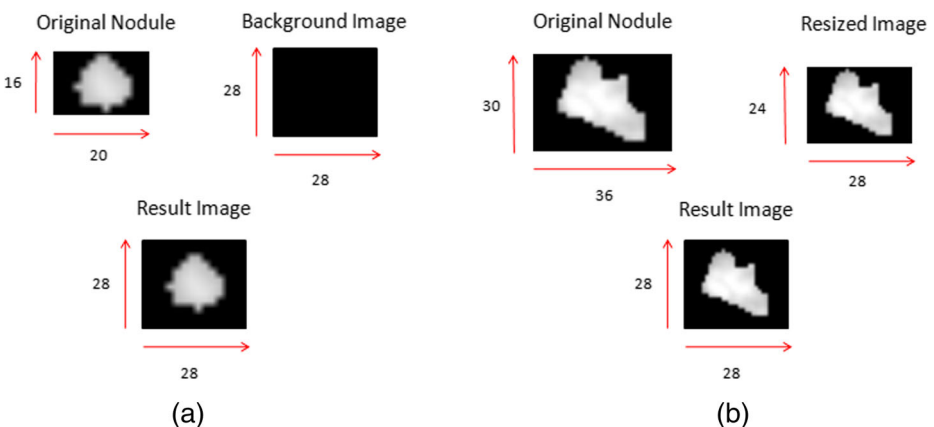 Original Nodule
16
20
Background Image
28
28
Result Image
28
28
(a)
Original Nodule
30
36
Resized Image
24
28
Result Image
28
28
(b)